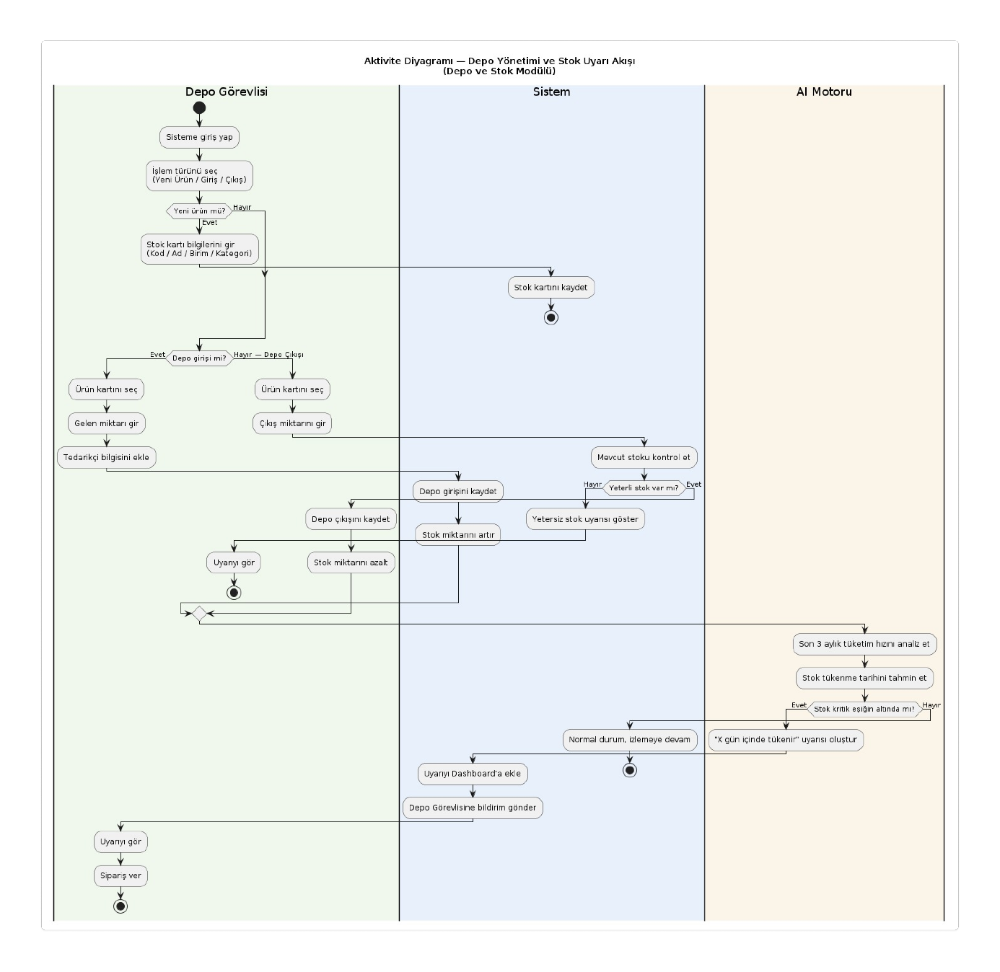 Aktivite Diyagramı — Depo Yönetimi ve Stok Uyarı Akışı
(Depo ve Stok Modülü)
Depo Görevlisi
Sistem
AI Motoru
Sisteme giriş yap
İşlem türünü seç
(Yeni Ürün / Giriş / Çıkış)
Yeni ürün mü?
Hayır
Evet
Stok kartı bilgilerini gir
(Kod / Ad / Birim / Kategori)
Stok kartını kaydet
Evet
Depo girişi mi?
Hayır — Depo Çıkışı
Ürün kartını seç
Ürün kartını seç
Gelen miktarı gir
Çıkış miktarını gir
Tedarikçi bilgisini ekle
Mevcut stoku kontrol et
Depo girişini kaydet
Hayır
Yeterli stok var mı?
Evet
Depo çıkışını kaydet
Yetersiz stok uyarısı göster
Stok miktarını artır
Uyarıyı gör
Stok miktarını azalt
Son 3 aylık tüketim hızını analiz et
Stok tükenme tarihini tahmin et
Evet
Stok kritik eşiğin altında mı?
Hayır
Normal durum, izlemeye devam
"X gün içinde tükenir" uyarısı oluştur
Uyarıyı Dashboard'a ekle
Depo Görevlisine bildirim gönder
Uyarıyı gör
Sipariş ver